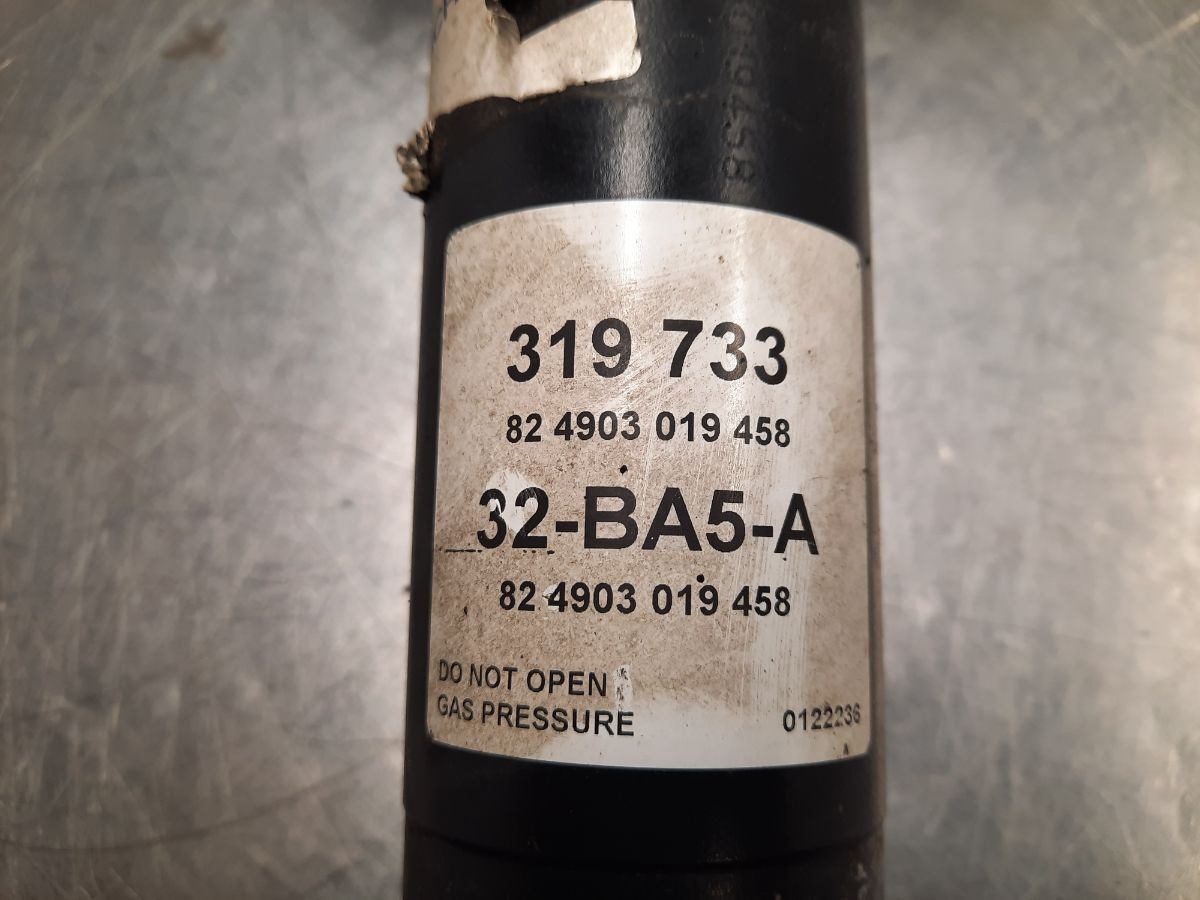 319 733
82 4903 019 458
32-BA5-A
82 4903 019 458
DO NOT OPEN
GAS PRESSURE
0122236